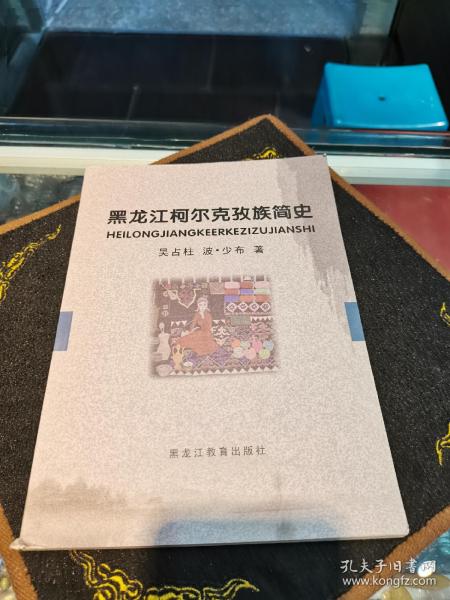 黑龙江柯尔克孜族简史
HEILONGJIANGKEERKEZIZUJIANSHI
吴占柱 波·少布 著
黑龙江教育出版社
孔夫子旧书网
www.kongfz.com